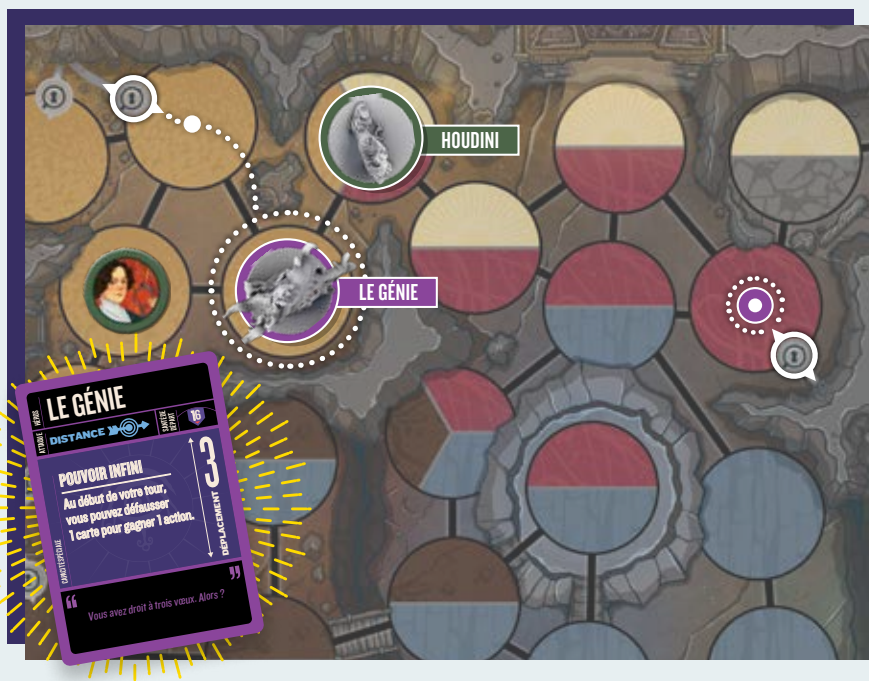 HOUDINI
LE GÉNIE
HÉROS
LE GÉNIE
ATTAQUE
DISTANCE
SANTÉ DE
DÉPART
16
POUVOIR INFINI
Au début de votre tour,
vous pouvez défausser
1 carte pour gagner 1 action.
CAPACITÉ SPÉCIALE
3
DÉPLACEMENT
“ Vous avez droit à trois vœux. Alors ? ”